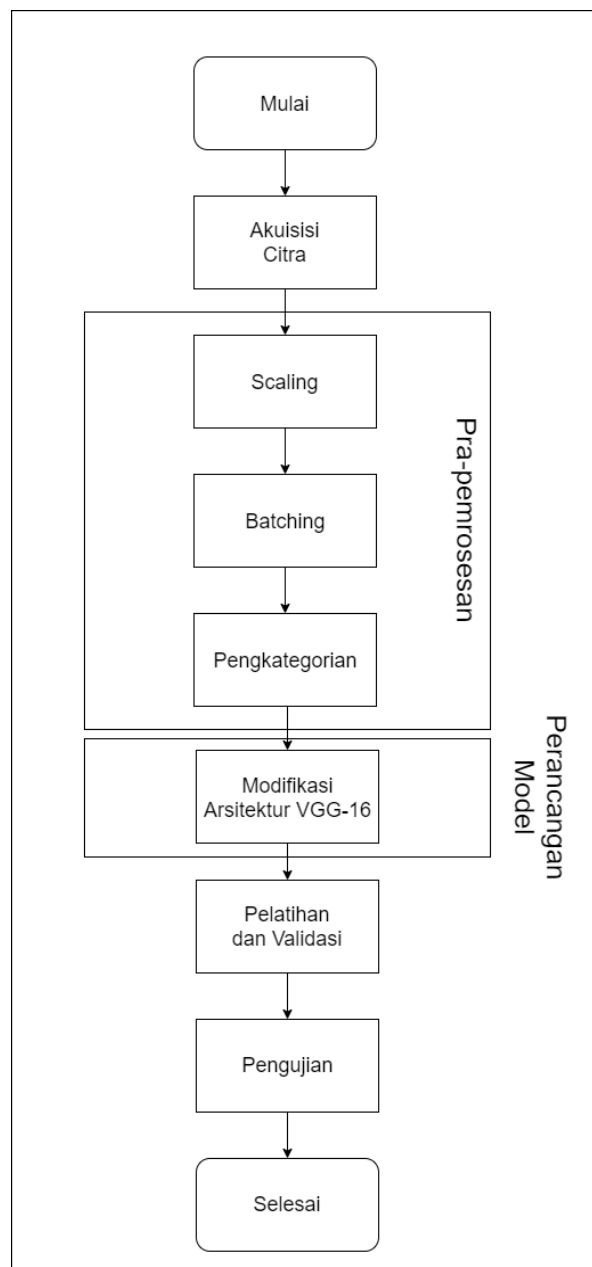 Mulai
Akuisisi
Citra
Scaling
Batching
Pengkategorian
Pra-pemrosesan
Modifikasi
Arsitektur VGG-16
Perancangan
Model
Pelatihan
dan Validasi
Pengujian
Selesai